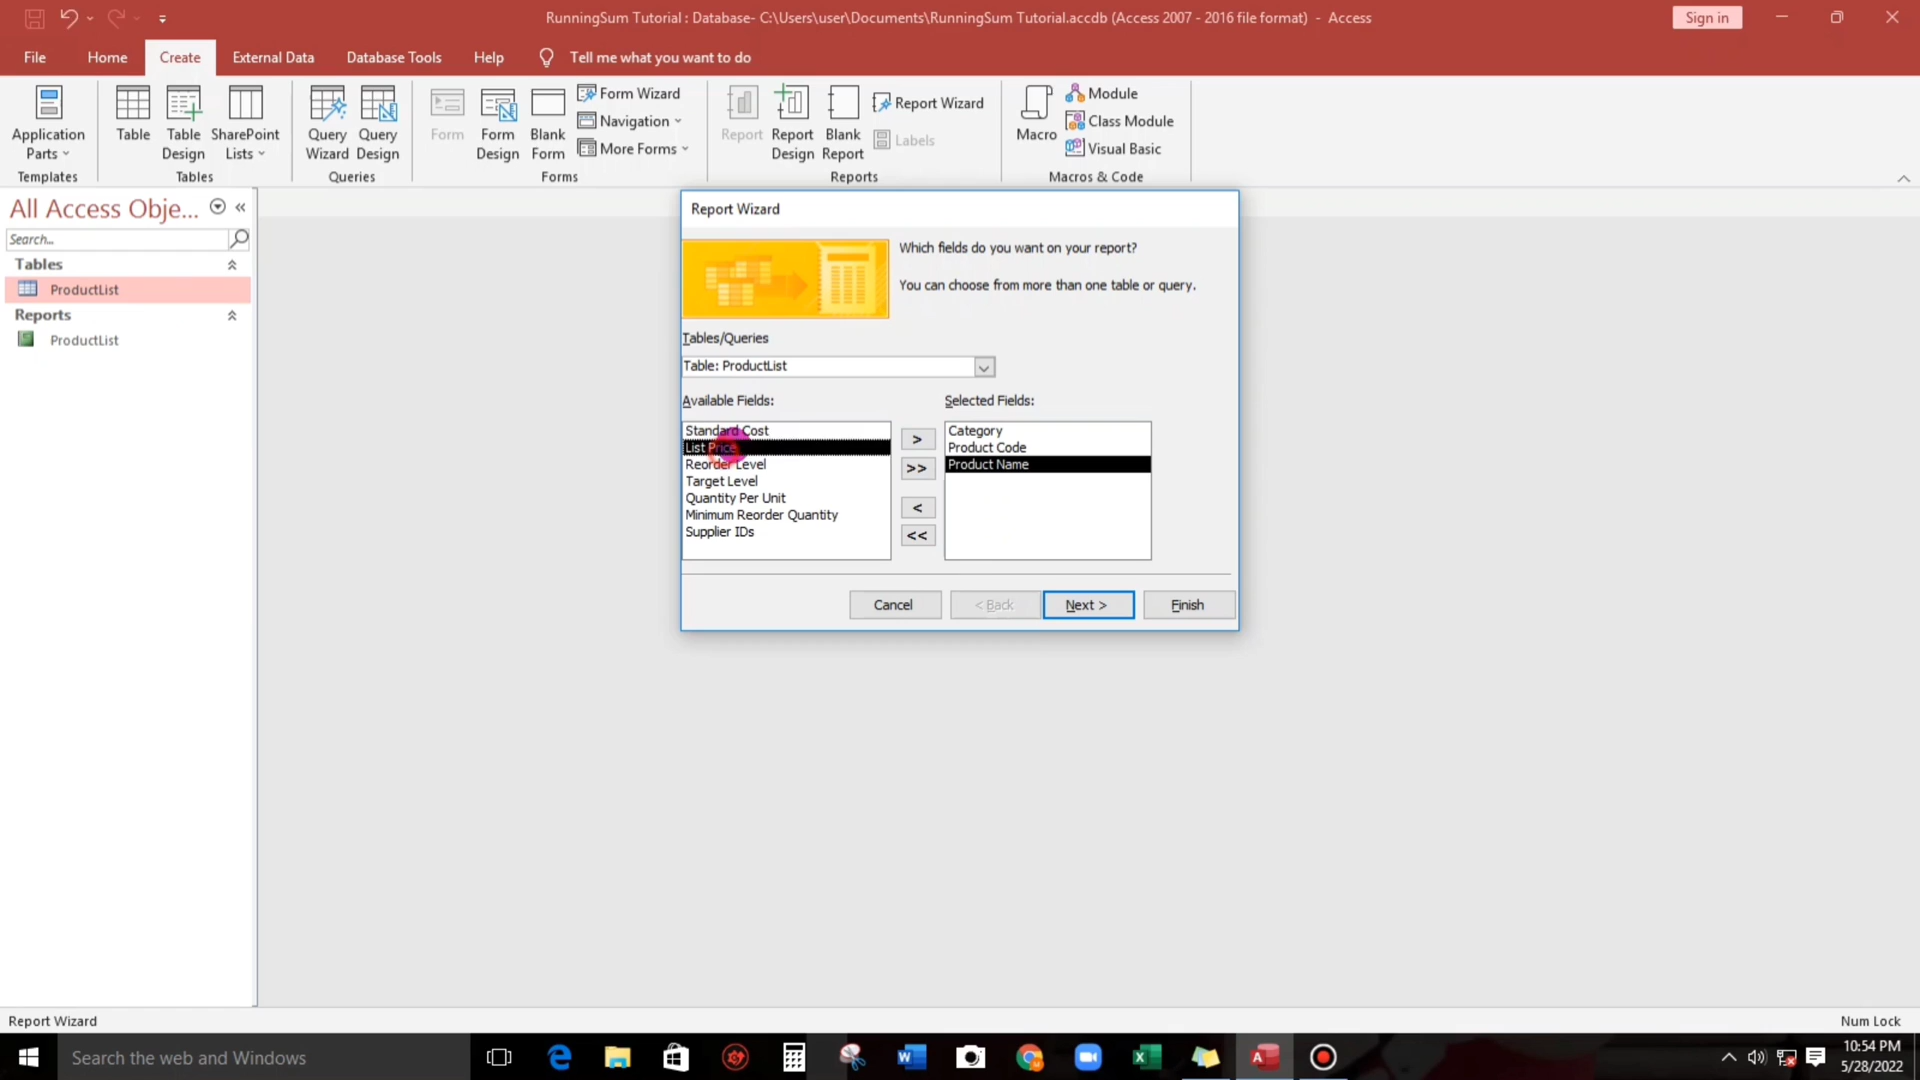 RunningSum Tutorial : Database- C:\Users\user\Documents\RunningSum Tutorial.accdb (Access 2007 - 2016 file format) - Access
Sign in
File
Home
Create
External Data
Database Tools
Help
Tell me what you want to do
Application Parts
Table
Table Design
SharePoint Lists
Query Wizard
Query Design
Form
Form Design
Blank Form
Form Wizard
Navigation
More Forms
Report
Report Design
Blank Report
Report Wizard
Labels
Macro
Module
Class Module
Visual Basic
Templates
Tables
Queries
Forms
Reports
Macros & Code
All Access Obje...
Search...
Tables
ProductList
Reports
ProductList
Report Wizard
Which fields do you want on your report?
You can choose from more than one table or query.
Tables/Queries
Table: ProductList
Available Fields:
Standard Cost
List Price
Reorder Level
Target Level
Quantity Per Unit
Minimum Reorder Quantity
Supplier IDs
>
>>
<
<<
Selected Fields:
Category
Product Code
Product Name
Cancel
< Back
Next >
Finish
Report Wizard
Num Lock
Search the web and Windows
10:54 PM
5/28/2022